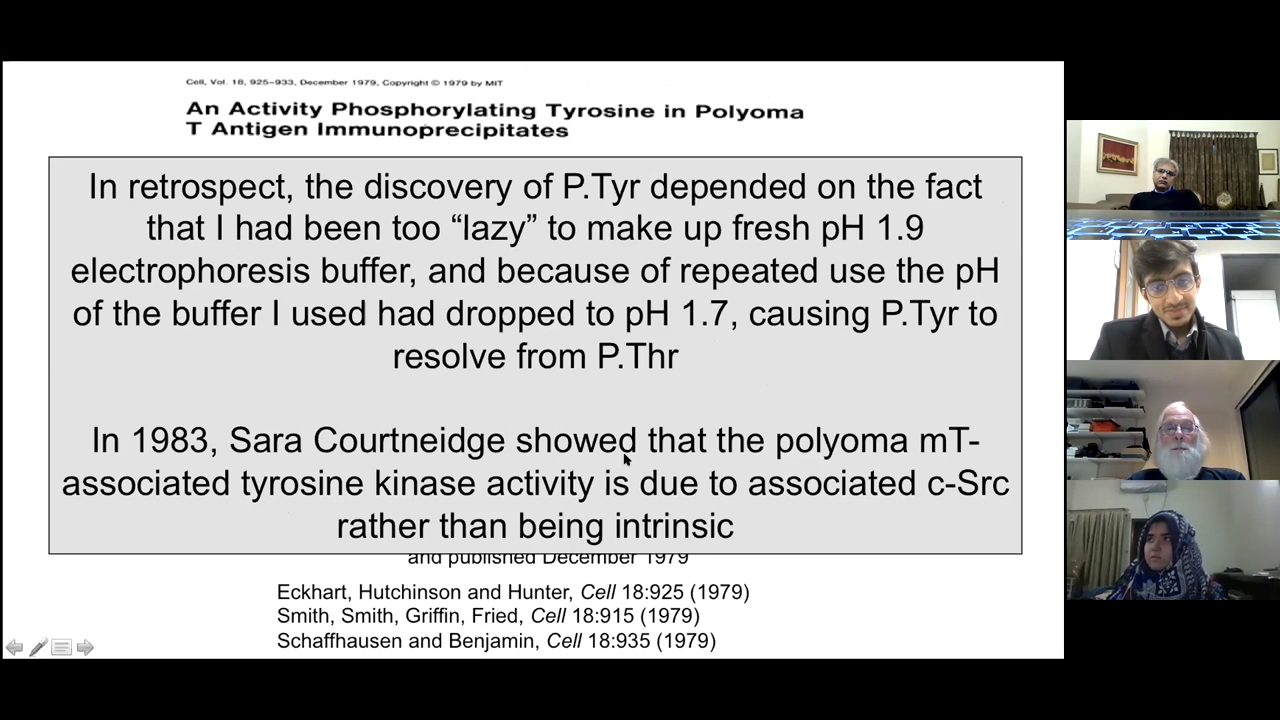 Cell, Vol. 18, 925–933, December 1979, Copyright © 1979 by MIT
An Activity Phosphorylating Tyrosine in Polyoma
T Antigen Immunoprecipitates
In retrospect, the discovery of P.Tyr depended on the fact
that I had been too “lazy” to make up fresh pH 1.9
electrophoresis buffer, and because of repeated use the pH
of the buffer I used had dropped to pH 1.7, causing P.Tyr to
resolve from P.Thr
In 1983, Sara Courtneidge showed that the polyoma mT-
associated tyrosine kinase activity is due to associated c-Src
rather than being intrinsic
and published December 1979
Eckhart, Hutchinson and Hunter, Cell 18:925 (1979)
Smith, Smith, Griffin, Fried, Cell 18:915 (1979)
Schaffhausen and Benjamin, Cell 18:935 (1979)